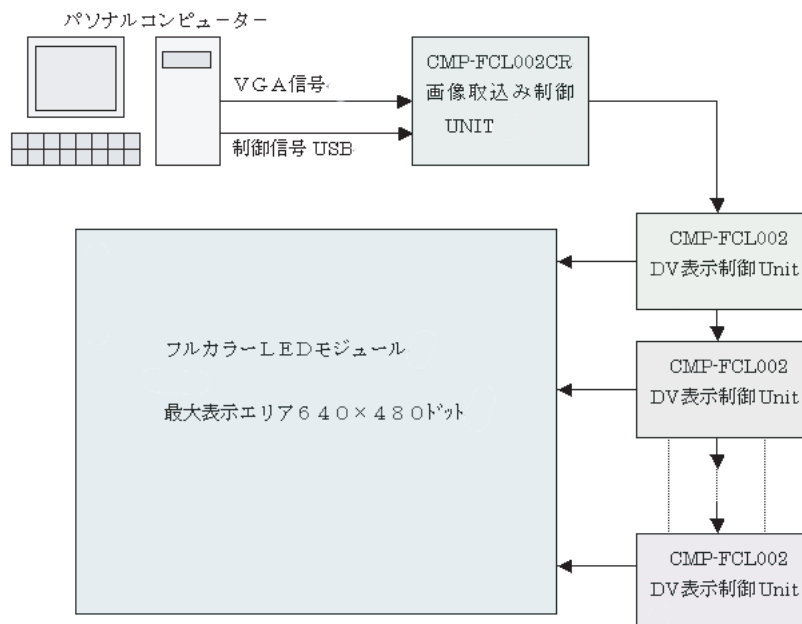 パソナルコンピューター
ＶＧＡ信号
制御信号 USB
CMP-FCL002CR
画像取込み制御
UNIT
CMP-FCL002
DV表示制御Unit
フルカラーＬＥＤモジュール
最大表示エリア６４０×４８０ﾄﾞｯﾄ
CMP-FCL002
DV表示制御Unit
CMP-FCL002
DV表示制御Unit